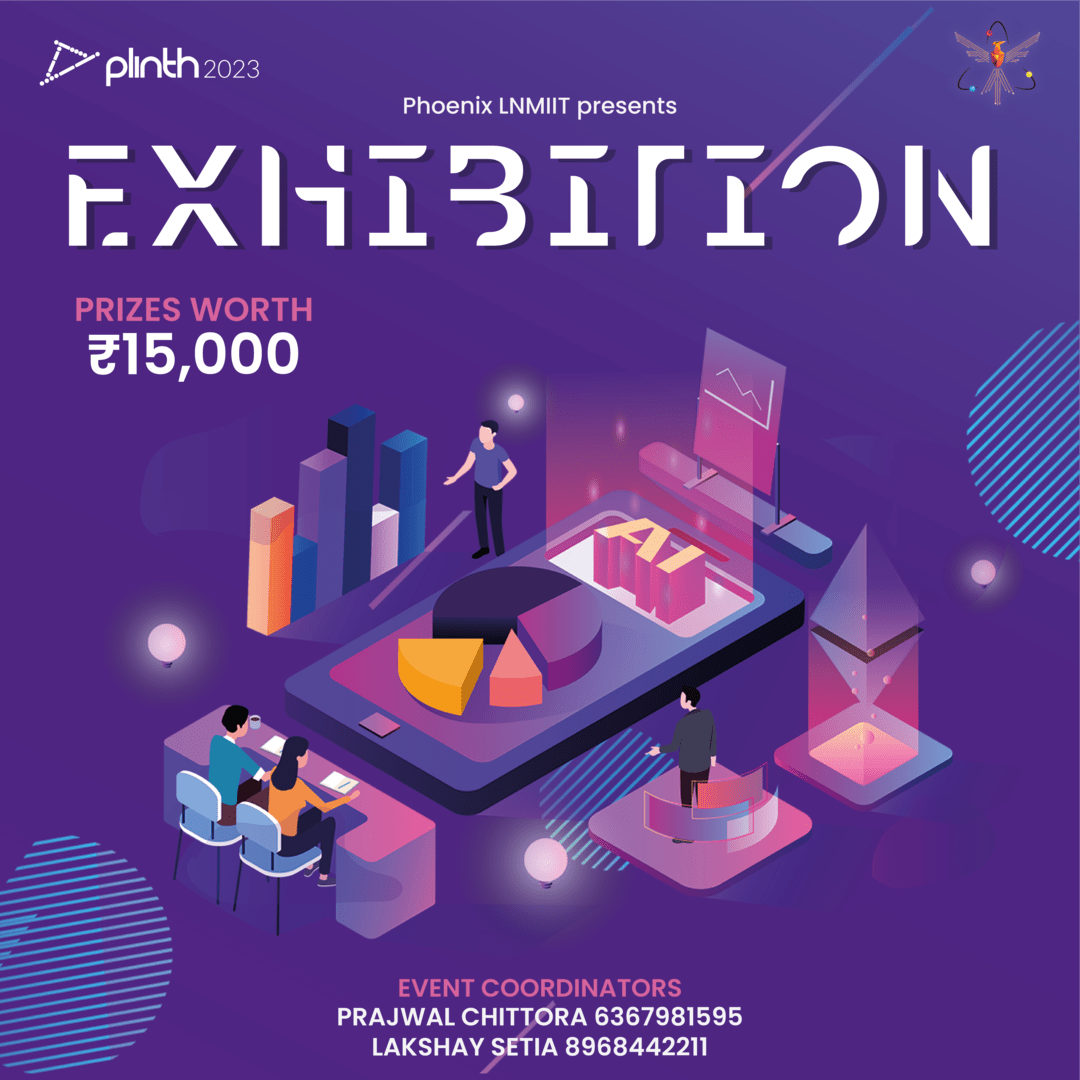 plinth 2023
Phoenix LNMIIT presents
EXHIBITION
PRIZES WORTH
₹15,000
AI
EVENT COORDINATORS
PRAJWAL CHITTORA 6367981595
LAKSHAY SETIA 8968442211